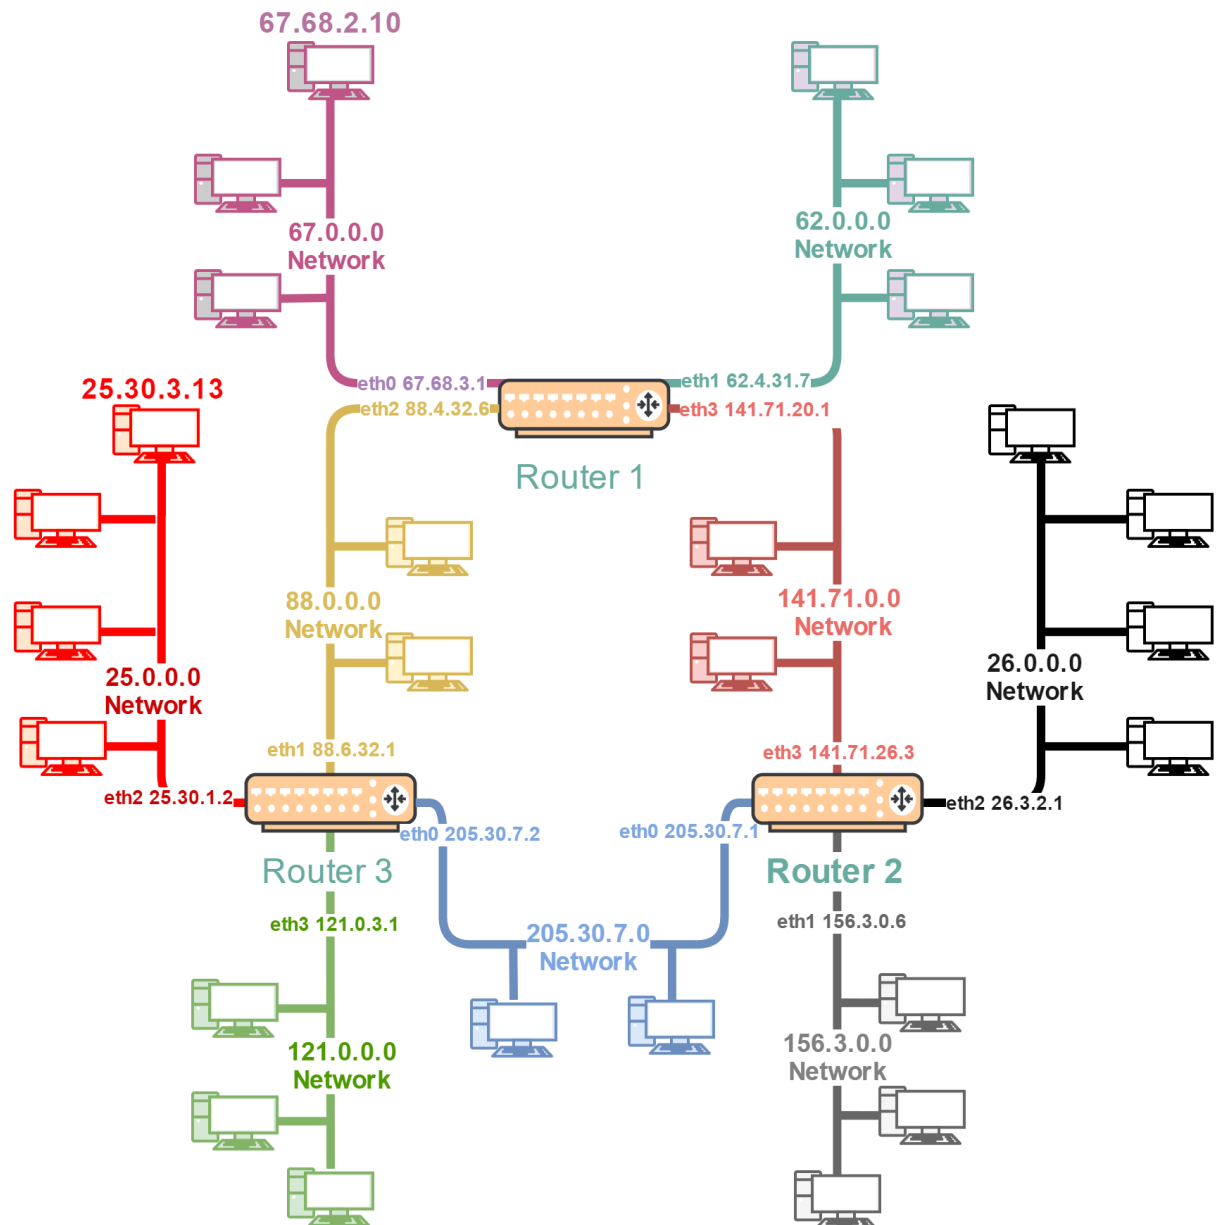 67.68.2.10
67.0.0.0
Network
62.0.0.0
Network
eth0 67.68.3.1
eth1 62.4.31.7
25.30.3.13
eth2 88.4.32.6
eth3 141.71.20.1
Router 1
88.0.0.0
Network
141.71.0.0
Network
25.0.0.0
Network
26.0.0.0
Network
eth1 88.6.32.1
eth3 141.71.26.3
eth2 25.30.1.2
eth2 26.3.2.1
eth0 205.30.7.2
eth0 205.30.7.1
Router 3
Router 2
eth3 121.0.3.1
eth1 156.3.0.6
205.30.7.0
Network
121.0.0.0
Network
156.3.0.0
Network